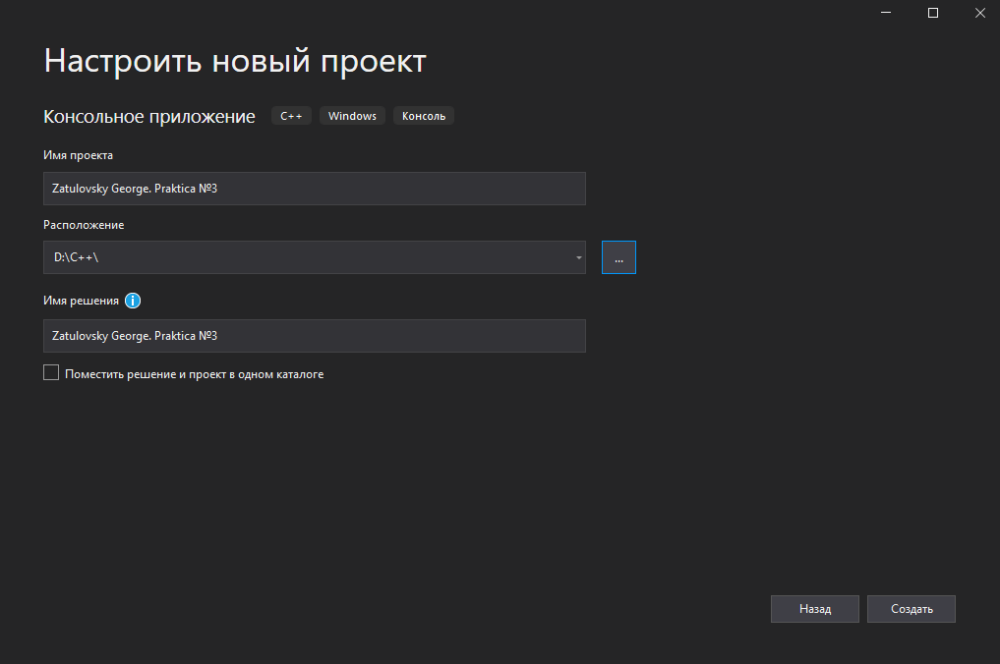 Настроить новый проект
Консольное приложение C++ Windows Консоль
Имя проекта
Zatulovsky George. Praktica №3
Расположение
D:\C++\
...
Имя решения
Zatulovsky George. Praktica №3
Поместить решение и проект в одном каталоге
Назад Создать